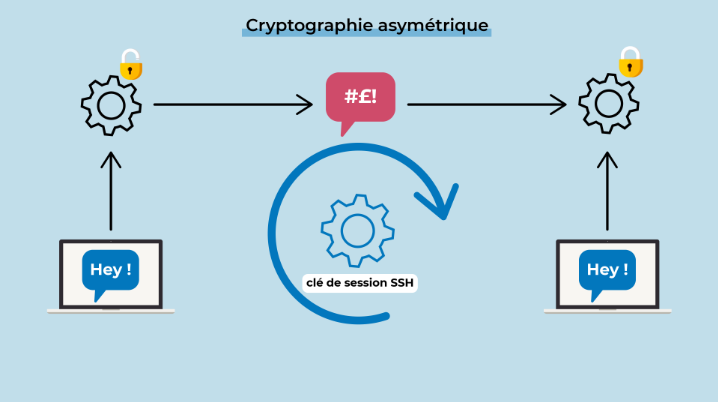 Cryptographie asymétrique
#£!
clé de session SSH
Hey !
Hey !